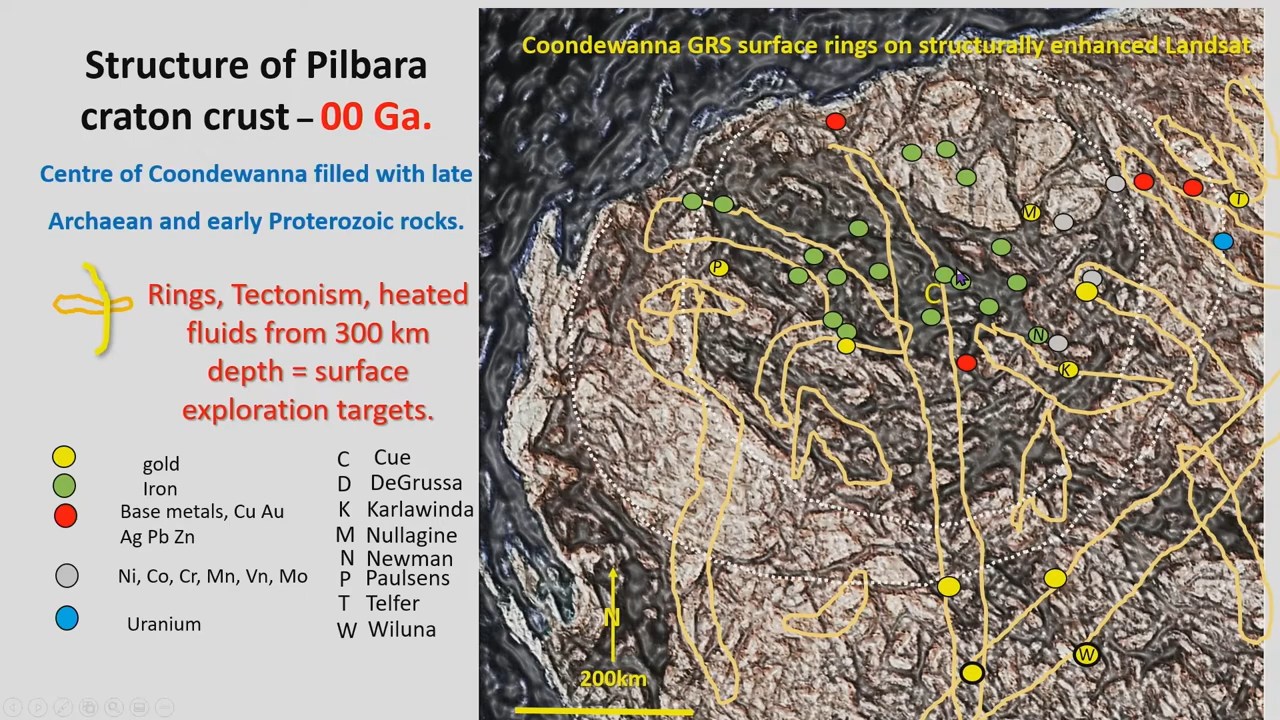 Structure of Pilbara
craton crust – 00 Ga.
Centre of Coondewanna filled with late
Archaean and early Proterozoic rocks.
Rings, Tectonism, heated
fluids from 300 km
depth = surface
exploration targets.
gold
Iron
Base metals, Cu Au
Ag Pb Zn
Ni, Co, Cr, Mn, Vn, Mo
Uranium
C Cue
D DeGrussa
K Karlawinda
M Nullagine
N Newman
P Paulsens
T Telfer
W Wiluna
Coondewanna GRS surface rings on structurally enhanced Landsat
M
T
P
C
N
K
W
N
200km